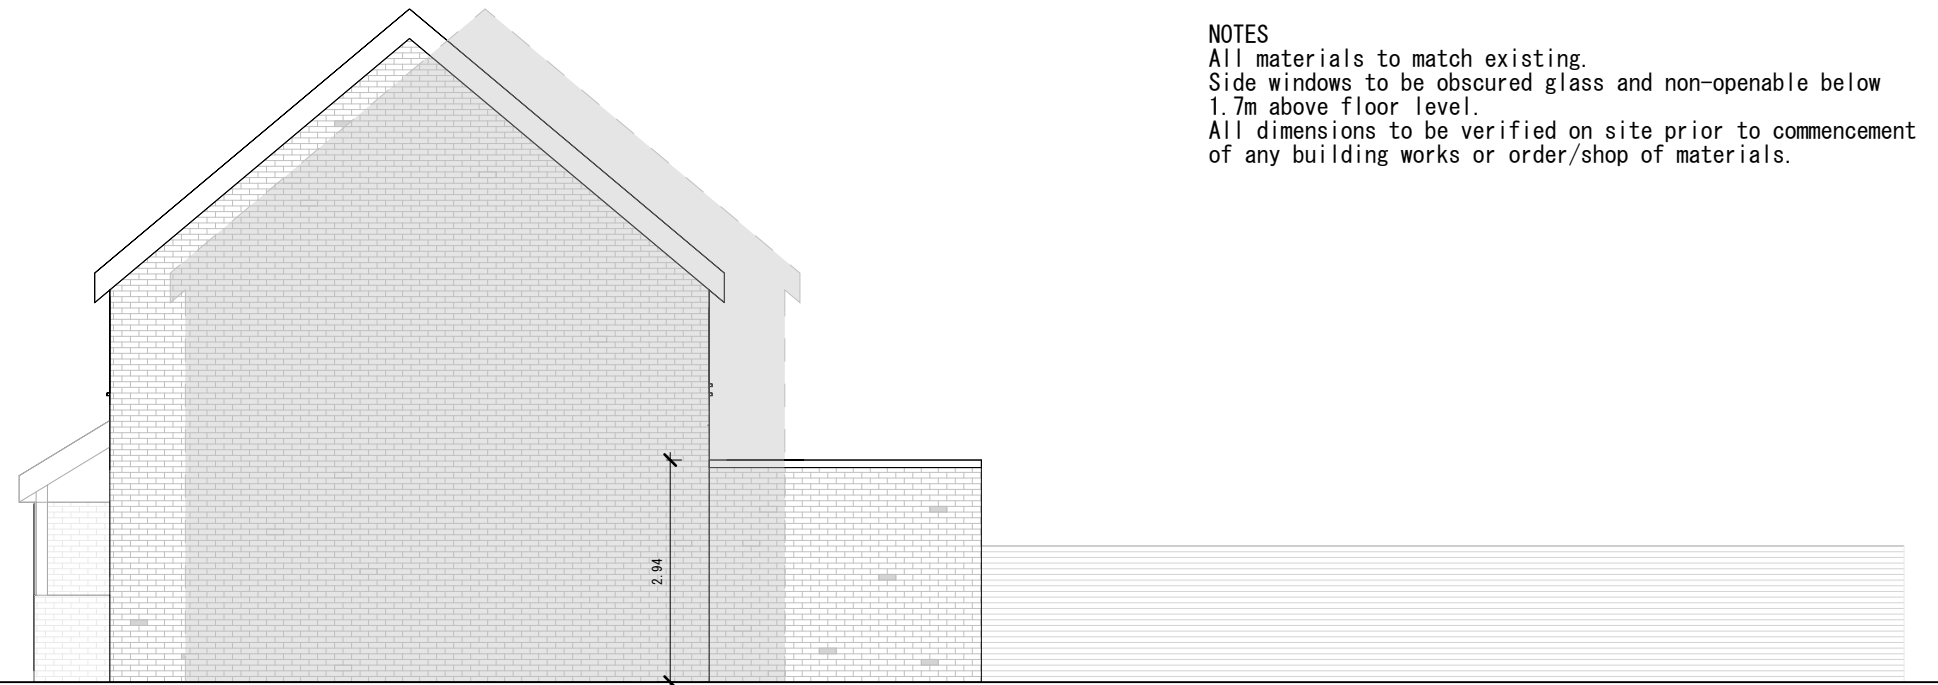 NOTES
All materials to match existing.
Side windows to be obscured glass and non-openable below
1.7m above floor level.
All dimensions to be verified on site prior to commencement
of any building works or order/shop of materials.
2.94